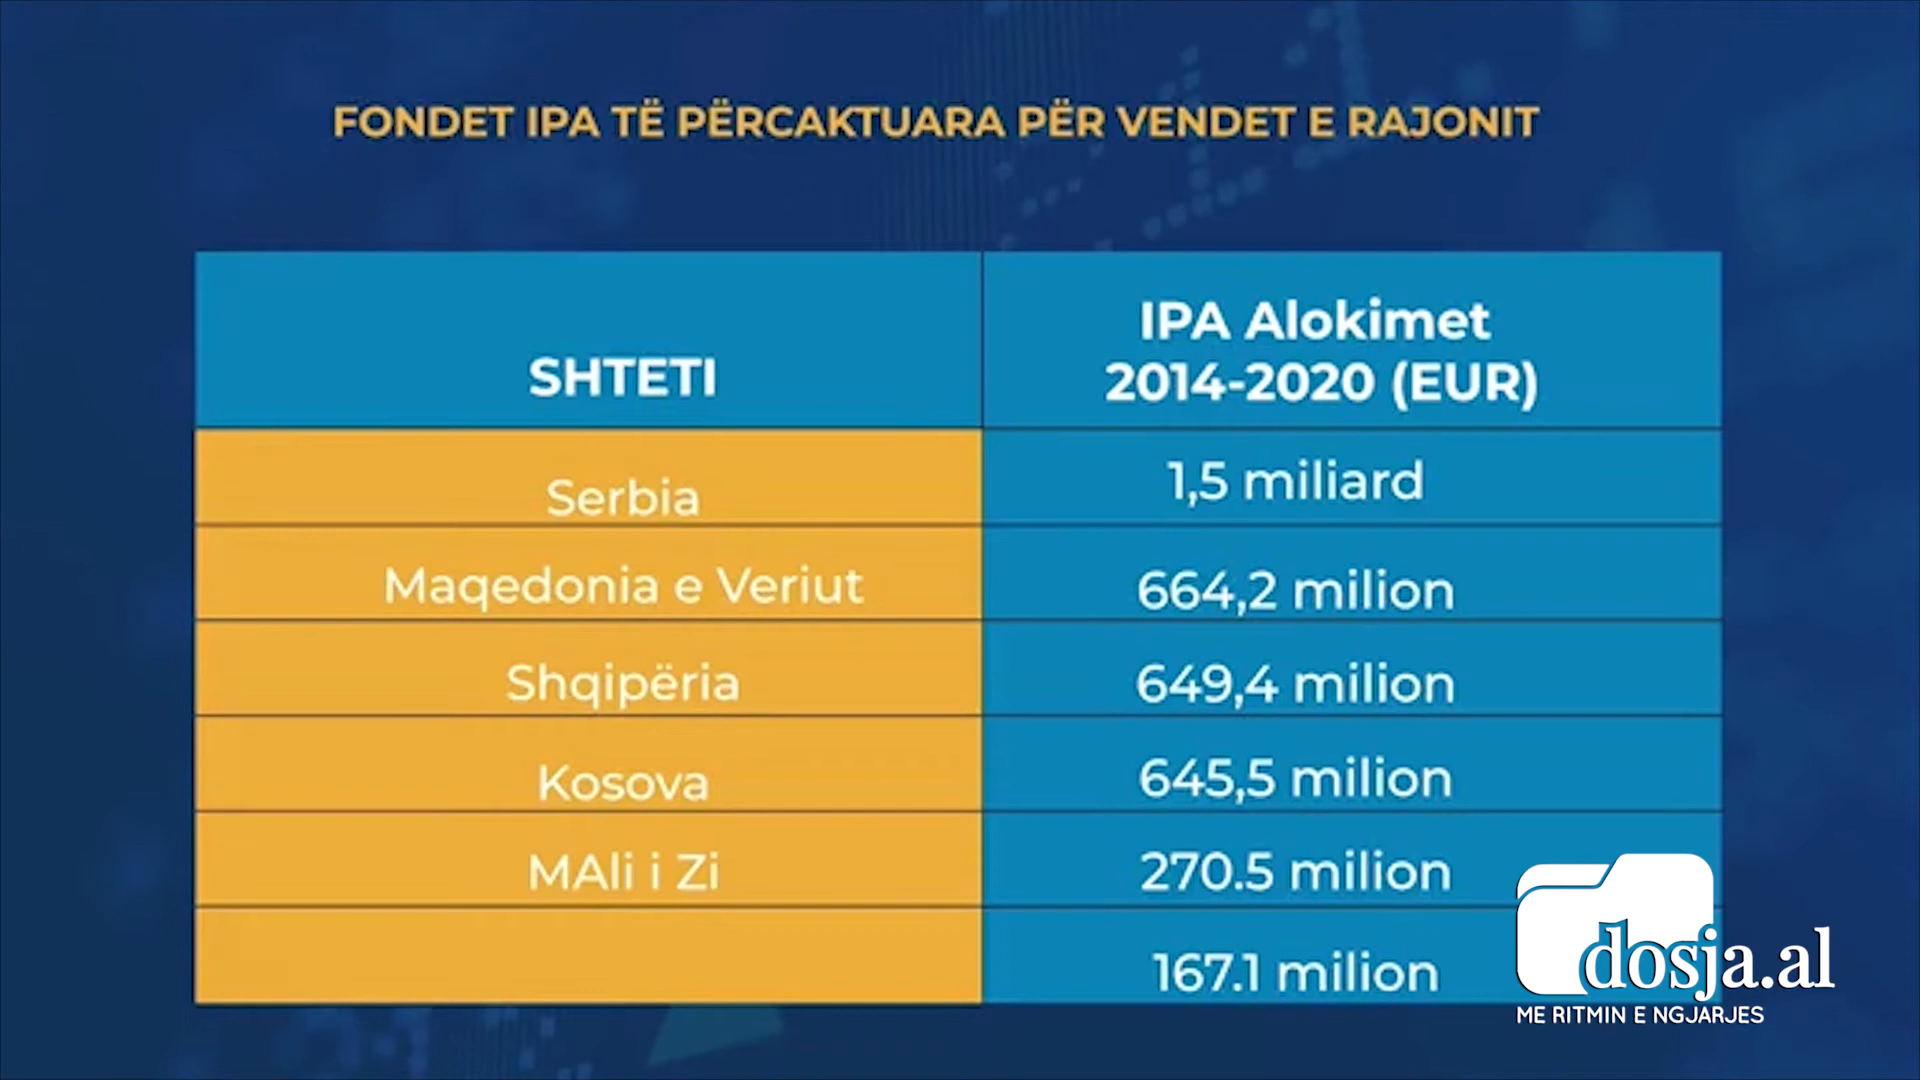 FONDET IPA TË PËRCAKTUARA PËR VENDET E RAJONIT
SHTETI
IPA Alokimet
2014-2020 (EUR)
Serbia
1,5 miliard
Maqedonia e Veriut
664,2 milion
Shqipëria
649,4 milion
Kosova
645,5 milion
MAli i Zi
270.5 milion
167.1 milion
dosja.al
ME RITMIN E NGJARJES